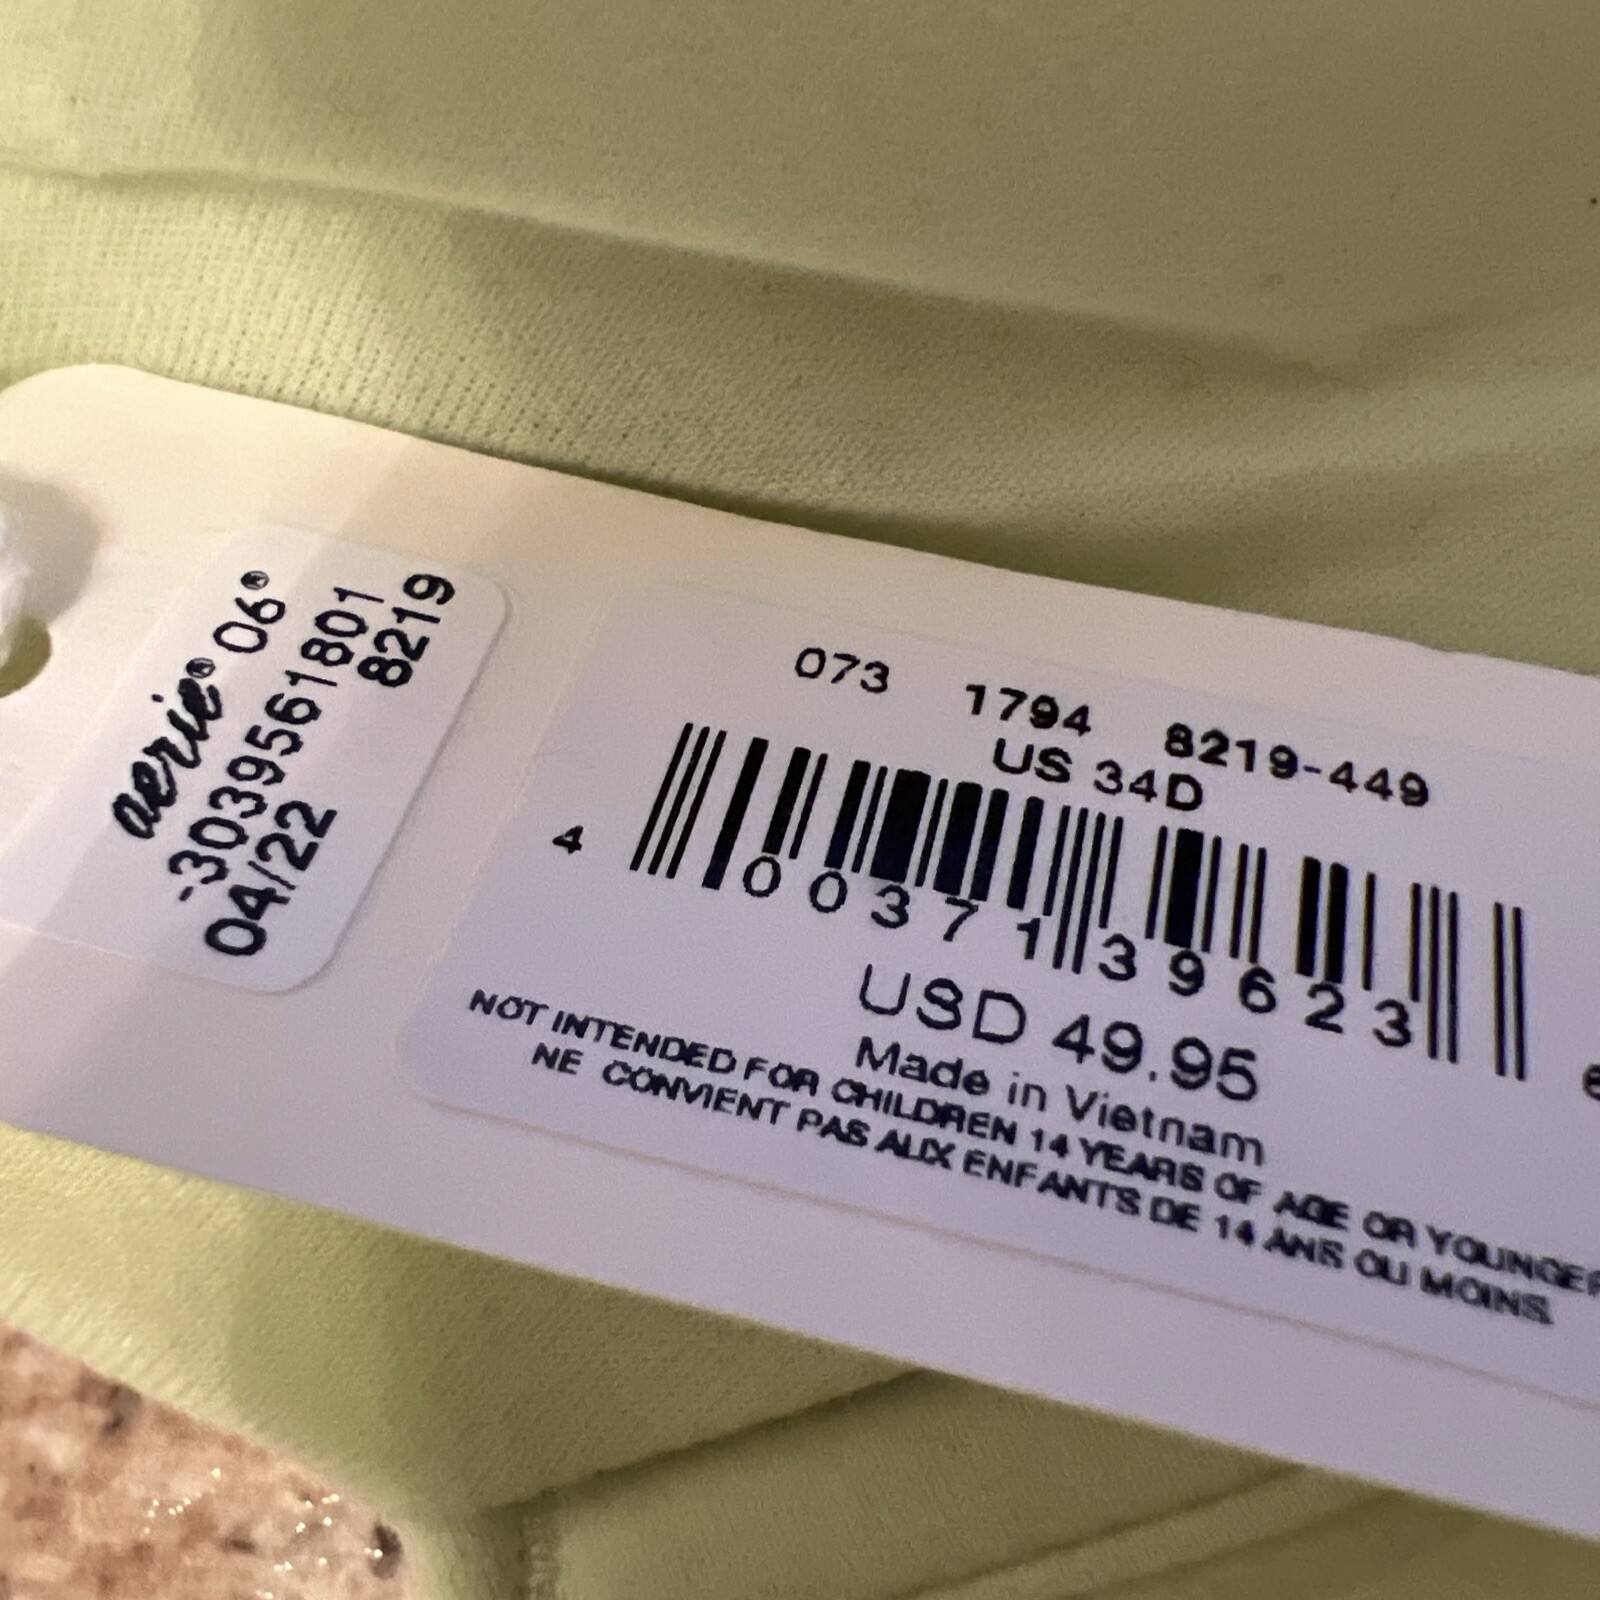 aerie® 06®
-3039561801
04/22 8219
073 1794 8219-449
US 34D
4 00371 39623
USD 49.95
Made in Vietnam
NOT INTENDED FOR CHILDREN 14 YEARS OF AGE OR YOUNGER
NE CONVIENT PAS AUX ENFANTS DE 14 ANS OU MOINS